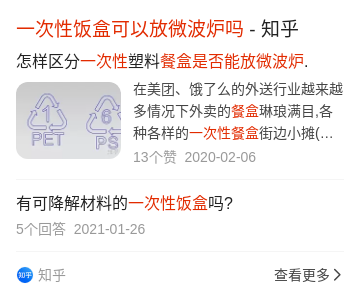 一次性饭盒可以放微波炉吗 - 知乎
怎样区分一次性塑料餐盒是否能放微波炉.
1
PET
6
PS
在美团、饿了么的外送行业越来越
多情况下外卖的餐盒琳琅满目,各
种各样的一次性餐盒街边小摊(…
13个赞 2020-02-06
有可降解材料的一次性饭盒吗?
5个回答 2021-01-26
知乎 知乎
查看更多